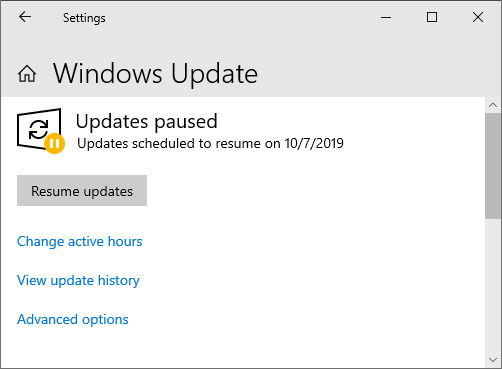 Settings
Windows Update
Updates paused
Updates scheduled to resume on 10/7/2019
Resume updates
Change active hours
View update history
Advanced options